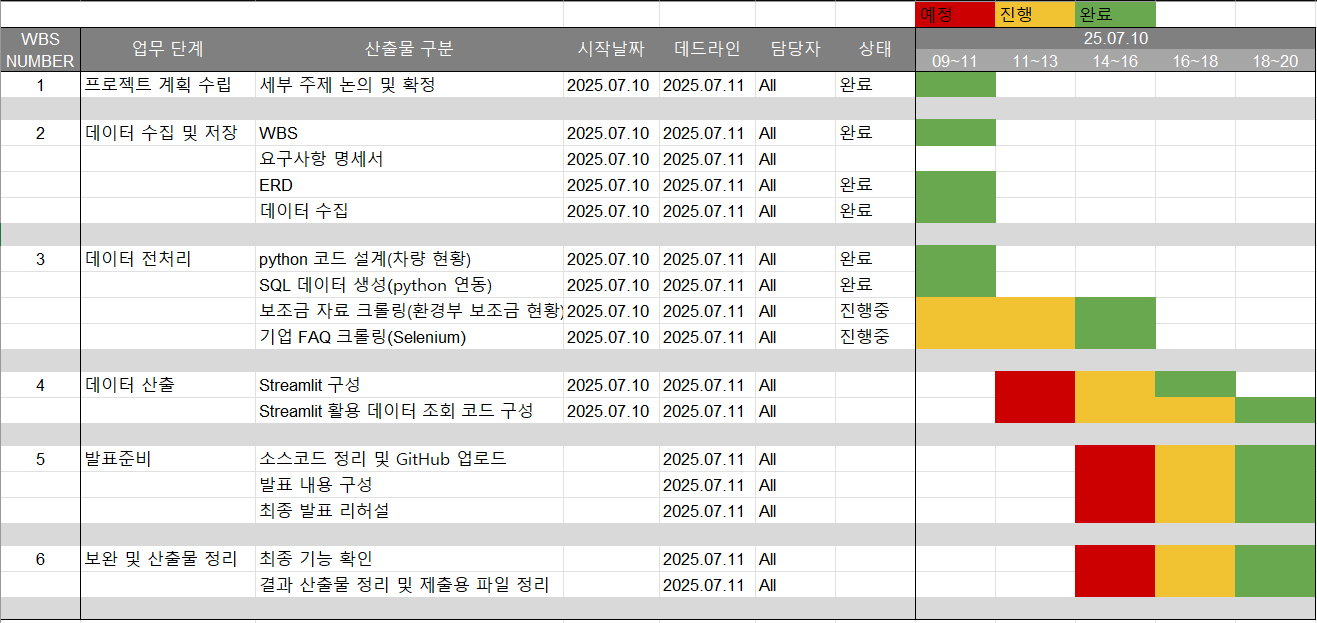 예정 진행 완료
WBS NUMBER 업무 단계 산출물 구분 시작날짜 데드라인 담당자 상태 25.07.10
09~11 11~13 14~16 16~18 18~20
1 프로젝트 계획 수립 세부 주제 논의 및 확정 2025.07.10 2025.07.11 All 완료
2 데이터 수집 및 저장 WBS 2025.07.10 2025.07.11 All 완료
요구사항 명세서 2025.07.10 2025.07.11 All
ERD 2025.07.10 2025.07.11 All 완료
데이터 수집 2025.07.10 2025.07.11 All 완료
3 데이터 전처리 python 코드 설계(차량 현황) 2025.07.10 2025.07.11 All 완료
SQL 데이터 생성(python 연동) 2025.07.10 2025.07.11 All 완료
보조금 자료 크롤링(환경부 보조금 현황) 2025.07.10 2025.07.11 All 진행중
기업 FAQ 크롤링(Selenium) 2025.07.10 2025.07.11 All 진행중
4 데이터 산출 Streamlit 구성 2025.07.10 2025.07.11 All
Streamlit 활용 데이터 조회 코드 구성 2025.07.10 2025.07.11 All
5 발표준비 소스코드 정리 및 GitHub 업로드 2025.07.11 All
발표 내용 구성 2025.07.11 All
최종 발표 리허설 2025.07.11 All
6 보완 및 산출물 정리 최종 기능 확인 2025.07.11 All
결과 산출물 정리 및 제출용 파일 정리 2025.07.11 All